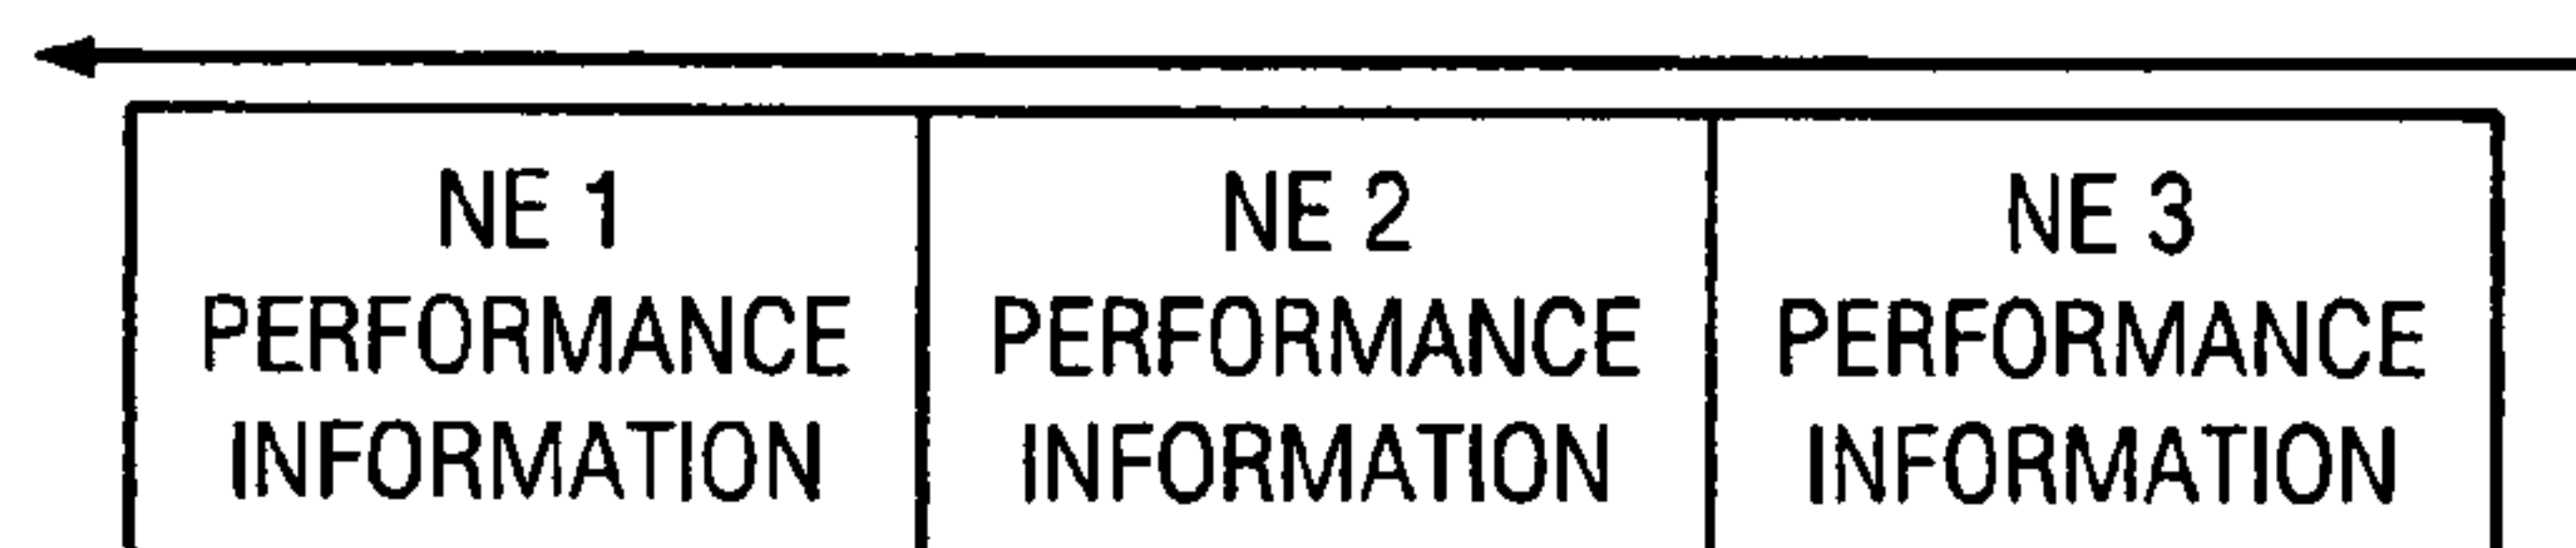 NE 1
PERFORMANCE
INFORMATION
NE 2
PERFORMANCE
INFORMATION
NE 3
PERFORMANCE
INFORMATION